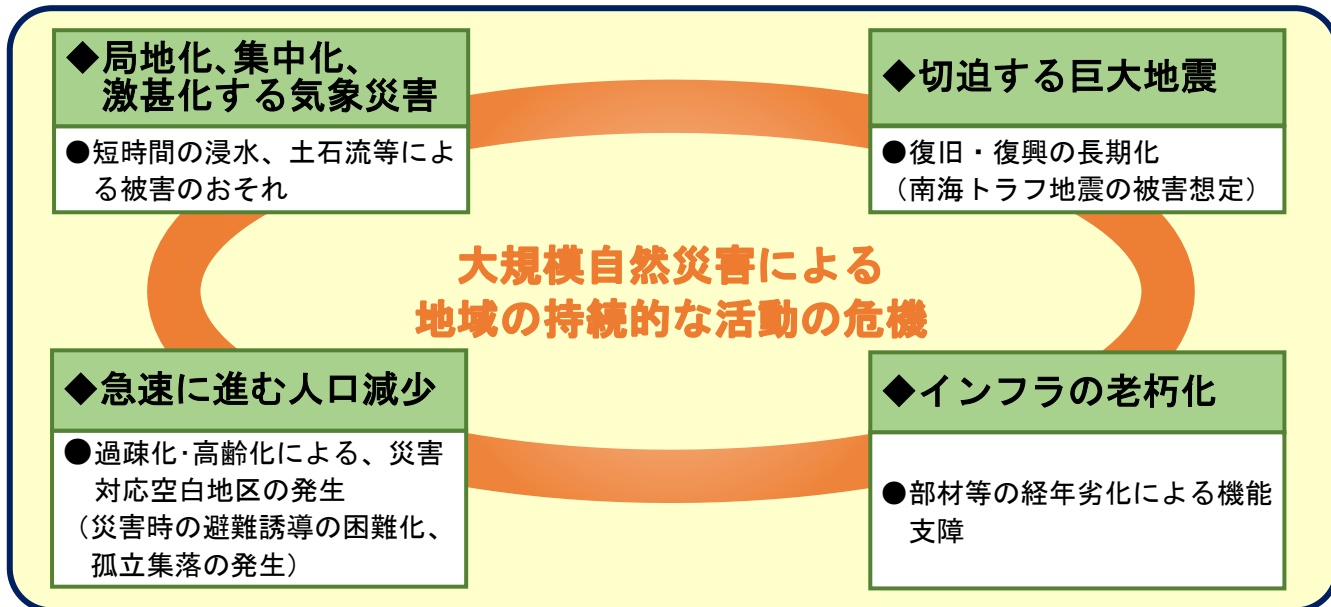 ◆局地化、集中化、
激甚化する気象災害
●短時間の浸水、土石流等によ
る被害のおそれ
◆切迫する巨大地震
●復旧・復興の長期化
（南海トラフ地震の被害想定）
大規模自然災害による
地域の持続的な活動の危機
◆急速に進む人口減少
●過疎化･高齢化による、災害
対応空白地区の発生
（災害時の避難誘導の困難化、
孤立集落の発生）
◆インフラの老朽化
●部材等の経年劣化による機能
支障